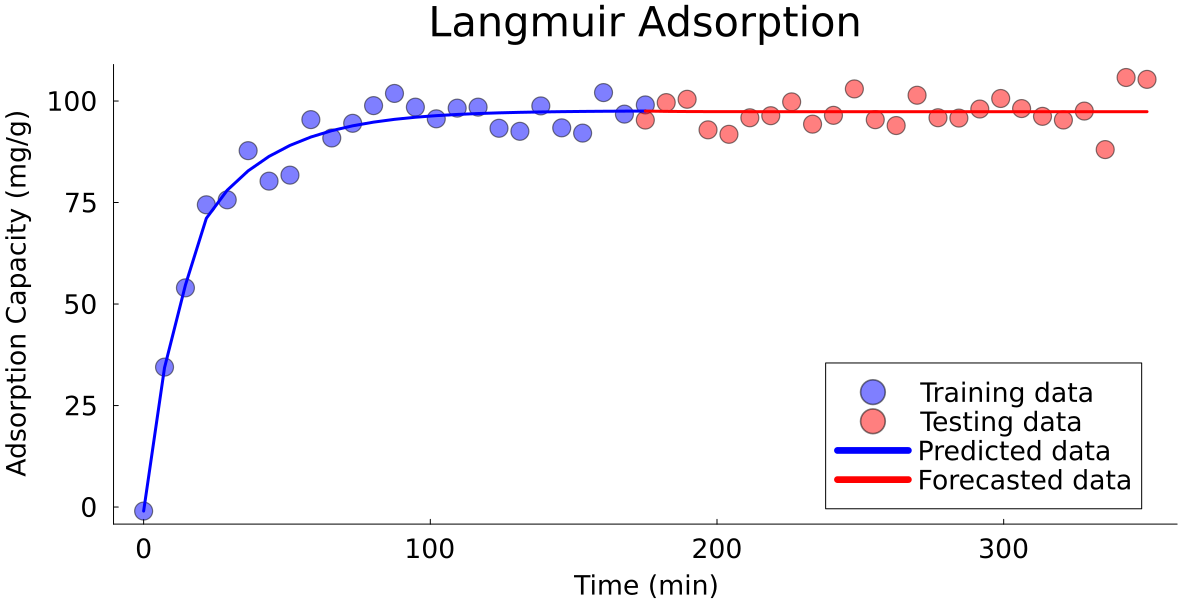 Langmuir Adsorption
Adsorption Capacity (mg/g)
100
75
50
25
0
0 100 200 300
Time (min)
Training data
Testing data
Predicted data
Forecasted data